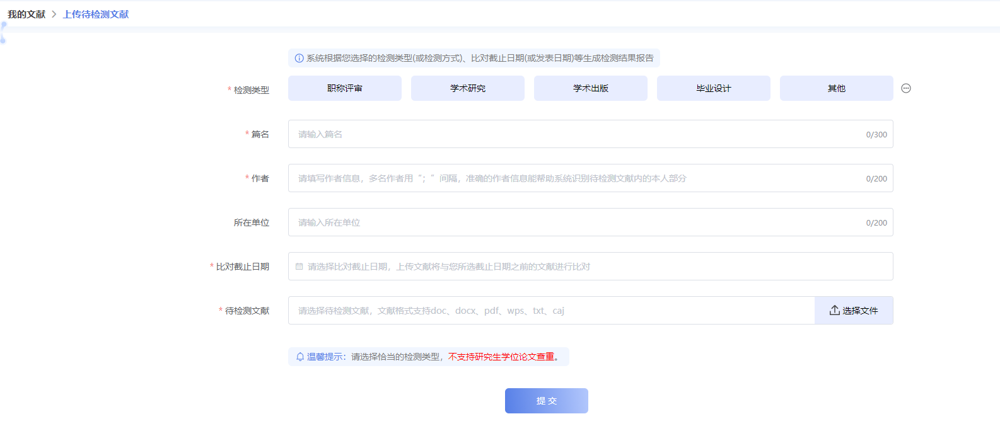 我的文献 > 上传待检测文献
系统根据您选择的检测类型(或检测方式)、比对截止日期(或发表日期)等生成检测结果报告
* 检测类型 职称评审 学术研究 学术出版 毕业设计 其他
* 篇名 请输入篇名 0/300
* 作者 请填写作者信息，多名作者用“；“ 间隔，准确的作者信息能帮助系统识别待检测文献内的本人部分 0/200
所在单位 请输入所在单位 0/200
* 比对截止日期 请选择比对截止日期，上传文献将与您所选截止日期之前的文献进行比对
* 待检测文献 请选择待检测文献，文献格式支持doc、docx、pdf、wps、txt、caj 选择文件
温馨提示：请选择恰当的检测类型，不支持研究生学位论文查重。
提 交